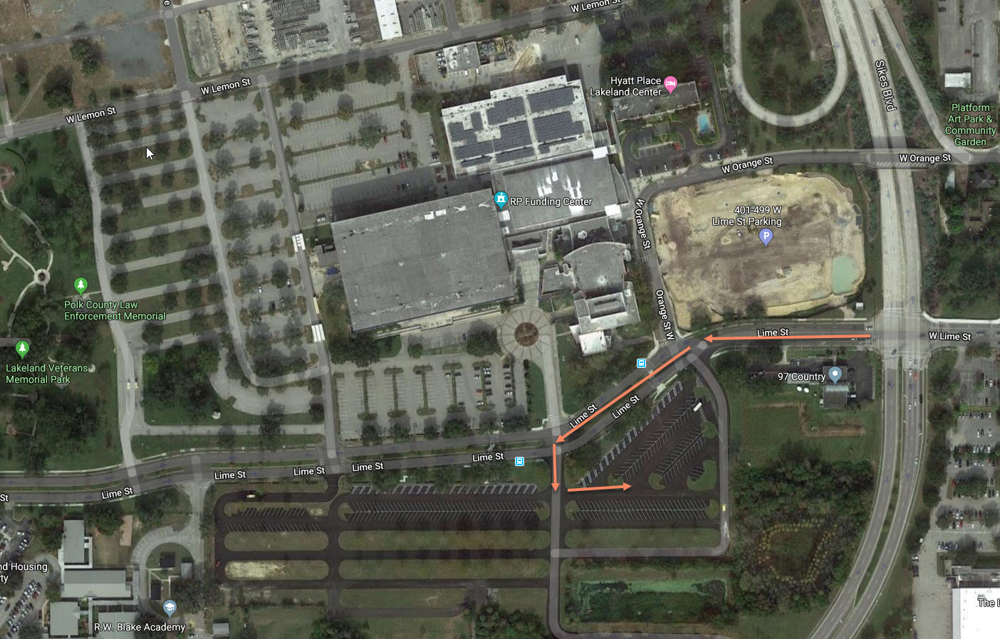 W Lemon St
W Lemon St
W Lemon St
e
Hyatt Place
Lakeland Center
Sikes Blvd
Platform
Art Park &
Community
Garden
W Orange St
W Orange St
RP Funding Center
W Orange St
401-499 W
Lime St Parking
P
Polk County Law
Enforcement Memorial
Orange St W
Lime St
W Lime St
Lakeland Veterans
Memorial Park
97 Country
Lime St
Lime St
Lime St
Lime St
Lime St
Lime St
Lime St
St
nd Housing
ty
R.W. Blake Academy
The L